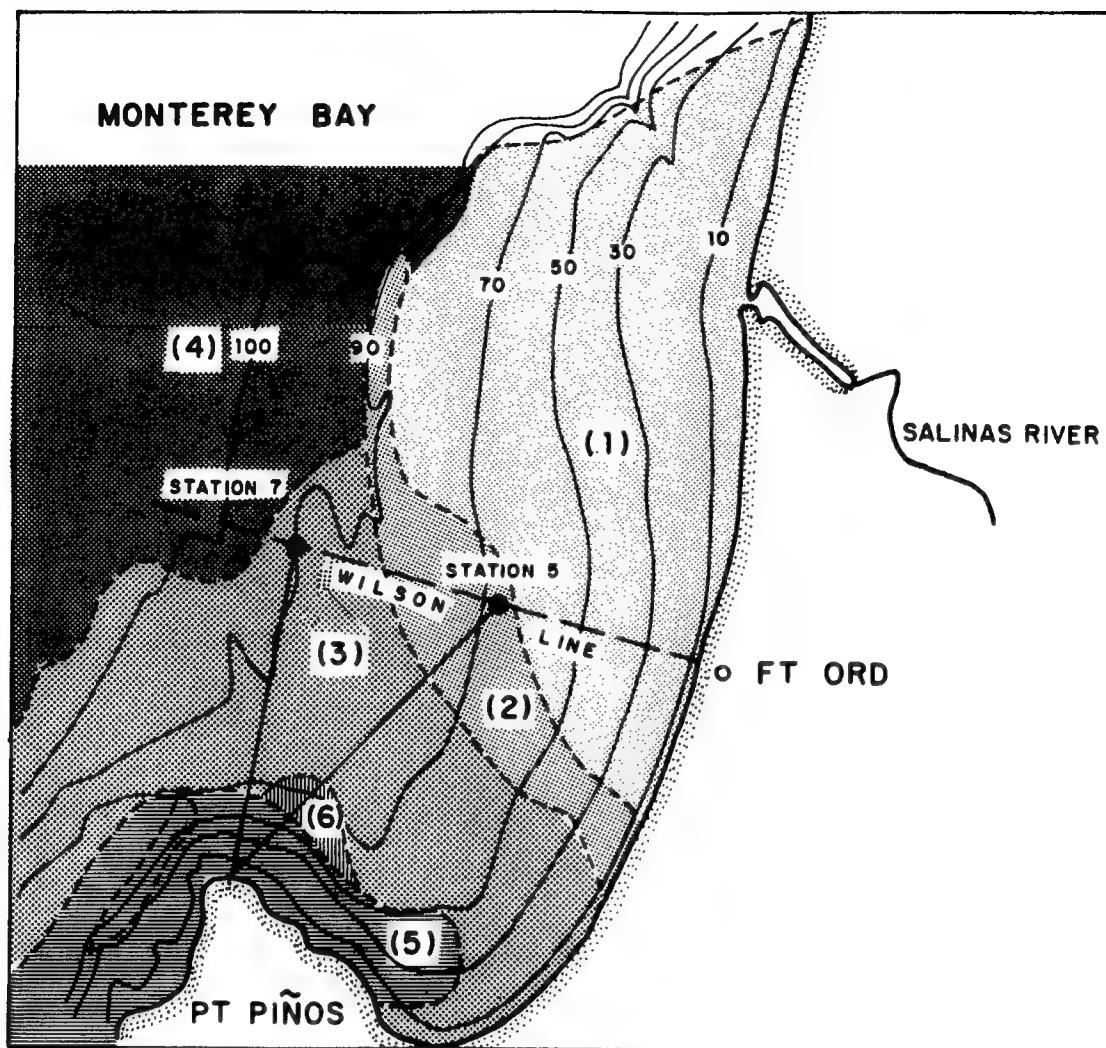 MONTEREY BAY
10
30
50
70
(4) 100
90
(1)
SALINAS RIVER
STATION 7
STATION 5
WILSON LINE
(3)
FT ORD
(2)
(6)
(5)
PT PIÑOS